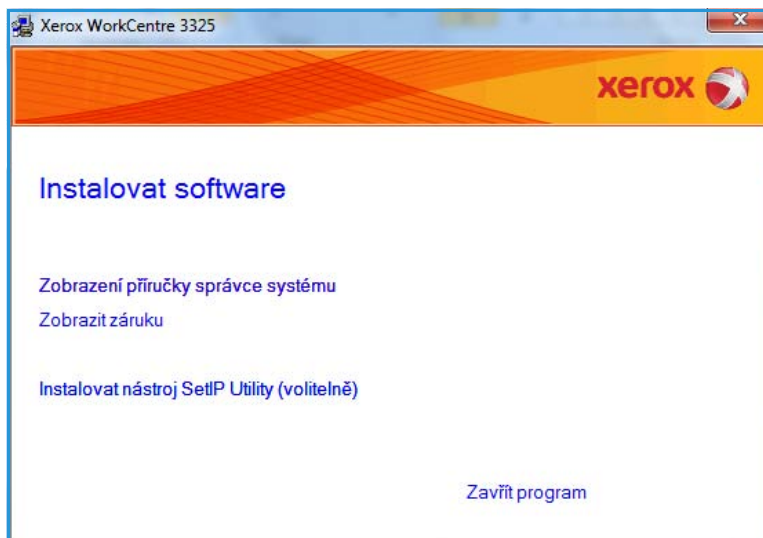 Xerox WorkCentre 3325
xerox
Instalovat software
Zobrazení příručky správce systému
Zobrazit záruku
Instalovat nástroj SetIP Utility (volitelně)
Zavřít program